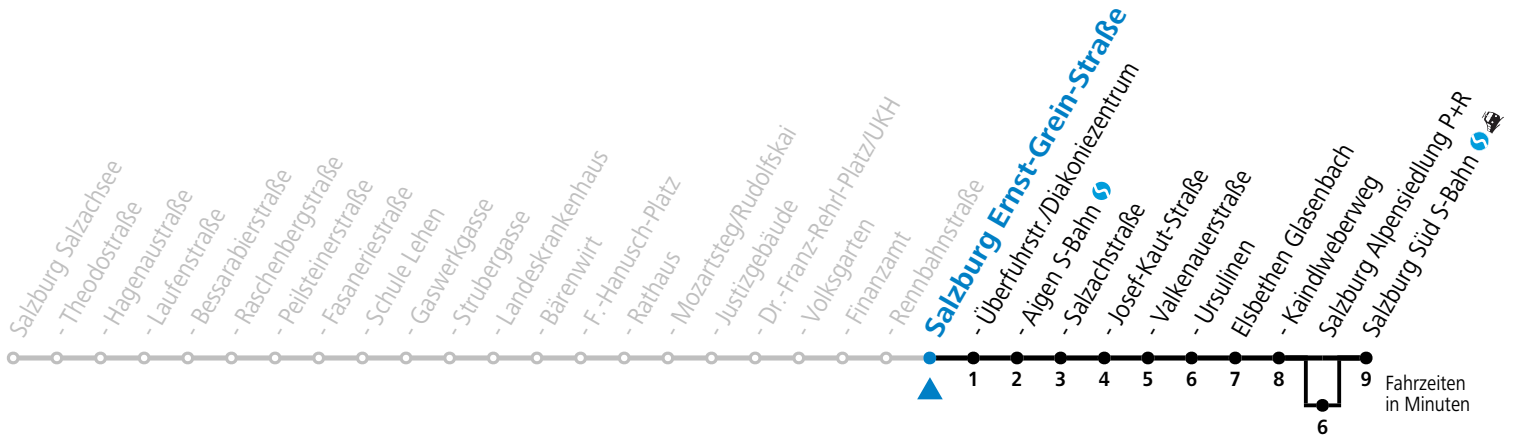 Salzburg Salzachsee
- Theodostraße
- Hagenaustraße
- Laufenstraße
- Bessarabierstraße
- Raschenbergstraße
- Peilsteinerstraße
- Fasaneriestraße
- Schule Lehen
- Gaswerkgasse
- Strubergasse
- Landeskrankenhaus
- Bärenwirt
- F.-Hanusch-Platz
- Rathaus
- Mozartsteg/Rudolfskai
- Justizgebäude
- Dr.-Franz-Rehrl-Platz/UKH
- Volksgarten
- Finanzamt
- Rennbahnstraße
Salzburg Ernst-Grein-Straße
- Überfuhrstr./Diakoniezentrum
- Aigen S-Bahn
- Salzachstraße
- Josef-Kaut-Straße
- Valkenauerstraße
- Ursulinen
Elsbethen Glasenbach
- Kaindlweberweg
Salzburg Alpensiedlung P+R
Salzburg Süd S-Bahn
1 2 3 4 5 6 7 8 9
6
Fahrzeiten
in Minuten